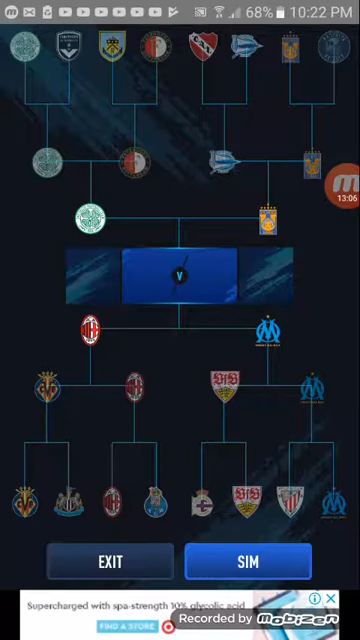 68% 10:22 PM
13:06
V
EXIT
SIM
Supercharged with spa-strength 10% glycolic acid
FIND A STORE
Recorded by Mobizen